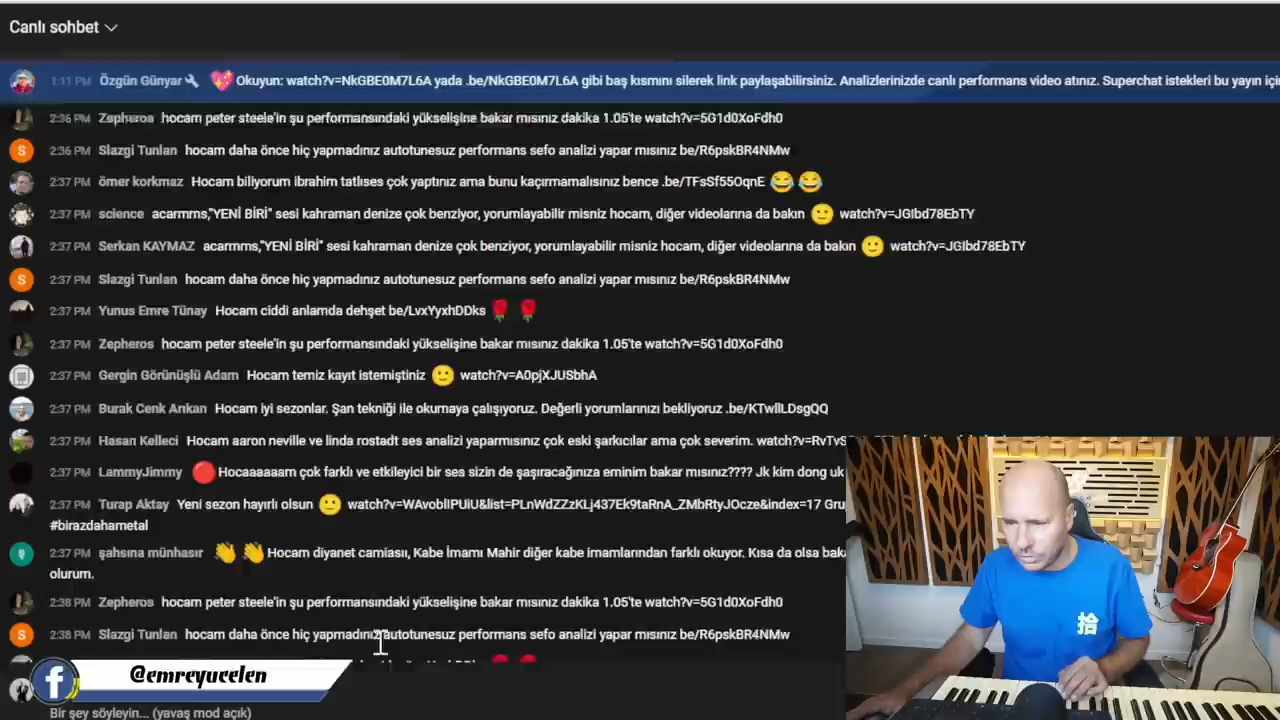 Canlı sohbet
1:11 PM Özgün Günyar 💖 Okuyun: watch?v=NkGBE0M7L6A yada .be/NkGBE0M7L6A gibi baş kısmını silerek link paylaşabilirsiniz. Analizlerinizde canlı performans video atınız. Superchat istekleri bu yayın için
2:36 PM Zepheros hocam peter steele'in şu performansındaki yükselişine bakar mısınız dakika 1.05'te watch?v=5G1d0XoFdh0
2:36 PM Slazgi Tunlan hocam daha önce hiç yapmadınız autotunesuz performans sefo analizi yapar mısınız be/R6pskBR4NMw
2:37 PM ömer korkmaz Hocam biliyorum ibrahim tatlıses çok yaptınız ama bunu kaçırmamalısınız bence .be/TFsSf55OqnE 😂 😂
2:37 PM science acarmms,"YENİ BİRİ" sesi kahraman denize çok benziyor, yorumlayabilir misniz hocam, diğer videolarına da bakın 🙂 watch?v=JGIbd78EbTY
2:37 PM Serkan KAYMAZ acarmms,"YENİ BİRİ" sesi kahraman denize çok benziyor, yorumlayabilir misniz hocam, diğer videolarına da bakın 🙂 watch?v=JGIbd78EbTY
2:37 PM Slazgi Tunlan hocam daha önce hiç yapmadınız autotunesuz performans sefo analizi yapar mısınız be/R6pskBR4NMw
2:37 PM Yunus Emre Tünay Hocam ciddi anlamda dehşet be/LvxYyxhDDks 🌹 🌹
2:37 PM Zepheros hocam peter steele'in şu performansındaki yükselişine bakar mısınız dakika 1.05'te watch?v=5G1d0XoFdh0
2:37 PM Gergin Görünüşlü Adam Hocam temiz kayıt istemiştiniz 🙂 watch?v=A0pjXJUSbhA
2:37 PM Burak Cenk Arıkan Hocam iyi sezonlar. Şan tekniği ile okumaya çalışıyoruz. Değerli yorumlarınızı bekliyoruz .be/KTwllLDsgQQ
2:37 PM Hasan Kelleci Hocam aaron neville ve linda rostadt ses analizi yaparmısınız çok eski şarkıcılar ama çok severim. watch?v=RvTvS
2:37 PM LammyJimmy 🔴 Hocaaaaaam çok farklı ve etkileyici bir ses sizin de şaşıracağınıza eminim bakar mısınız???? Jk kim dong uk
2:37 PM Turap Aktay Yeni sezon hayırlı olsun 🙂 watch?v=WAvobiiPUiU&list=PLnWdZZzKLj437Ek9taRnA_ZMbRtyJOcze&index=17 Gru
#birazdahametal
2:37 PM şahsına münhasır 👋 👋 Hocam diyanet camiası, Kabe İmamı Mahir diğer kabe imamlarından farklı okuyor. Kısa da olsa bak
olurum.
2:38 PM Zepheros hocam peter steele'in şu performansındaki yükselişine bakar mısınız dakika 1.05'te watch?v=5G1d0XoFdh0
2:38 PM Slazgi Tunlan hocam daha önce hiç yapmadınız autotunesuz performans sefo analizi yapar mısınız be/R6pskBR4NMw
@emreyucelen
Bir şey söyleyin... (yavaş mod açık)
拾